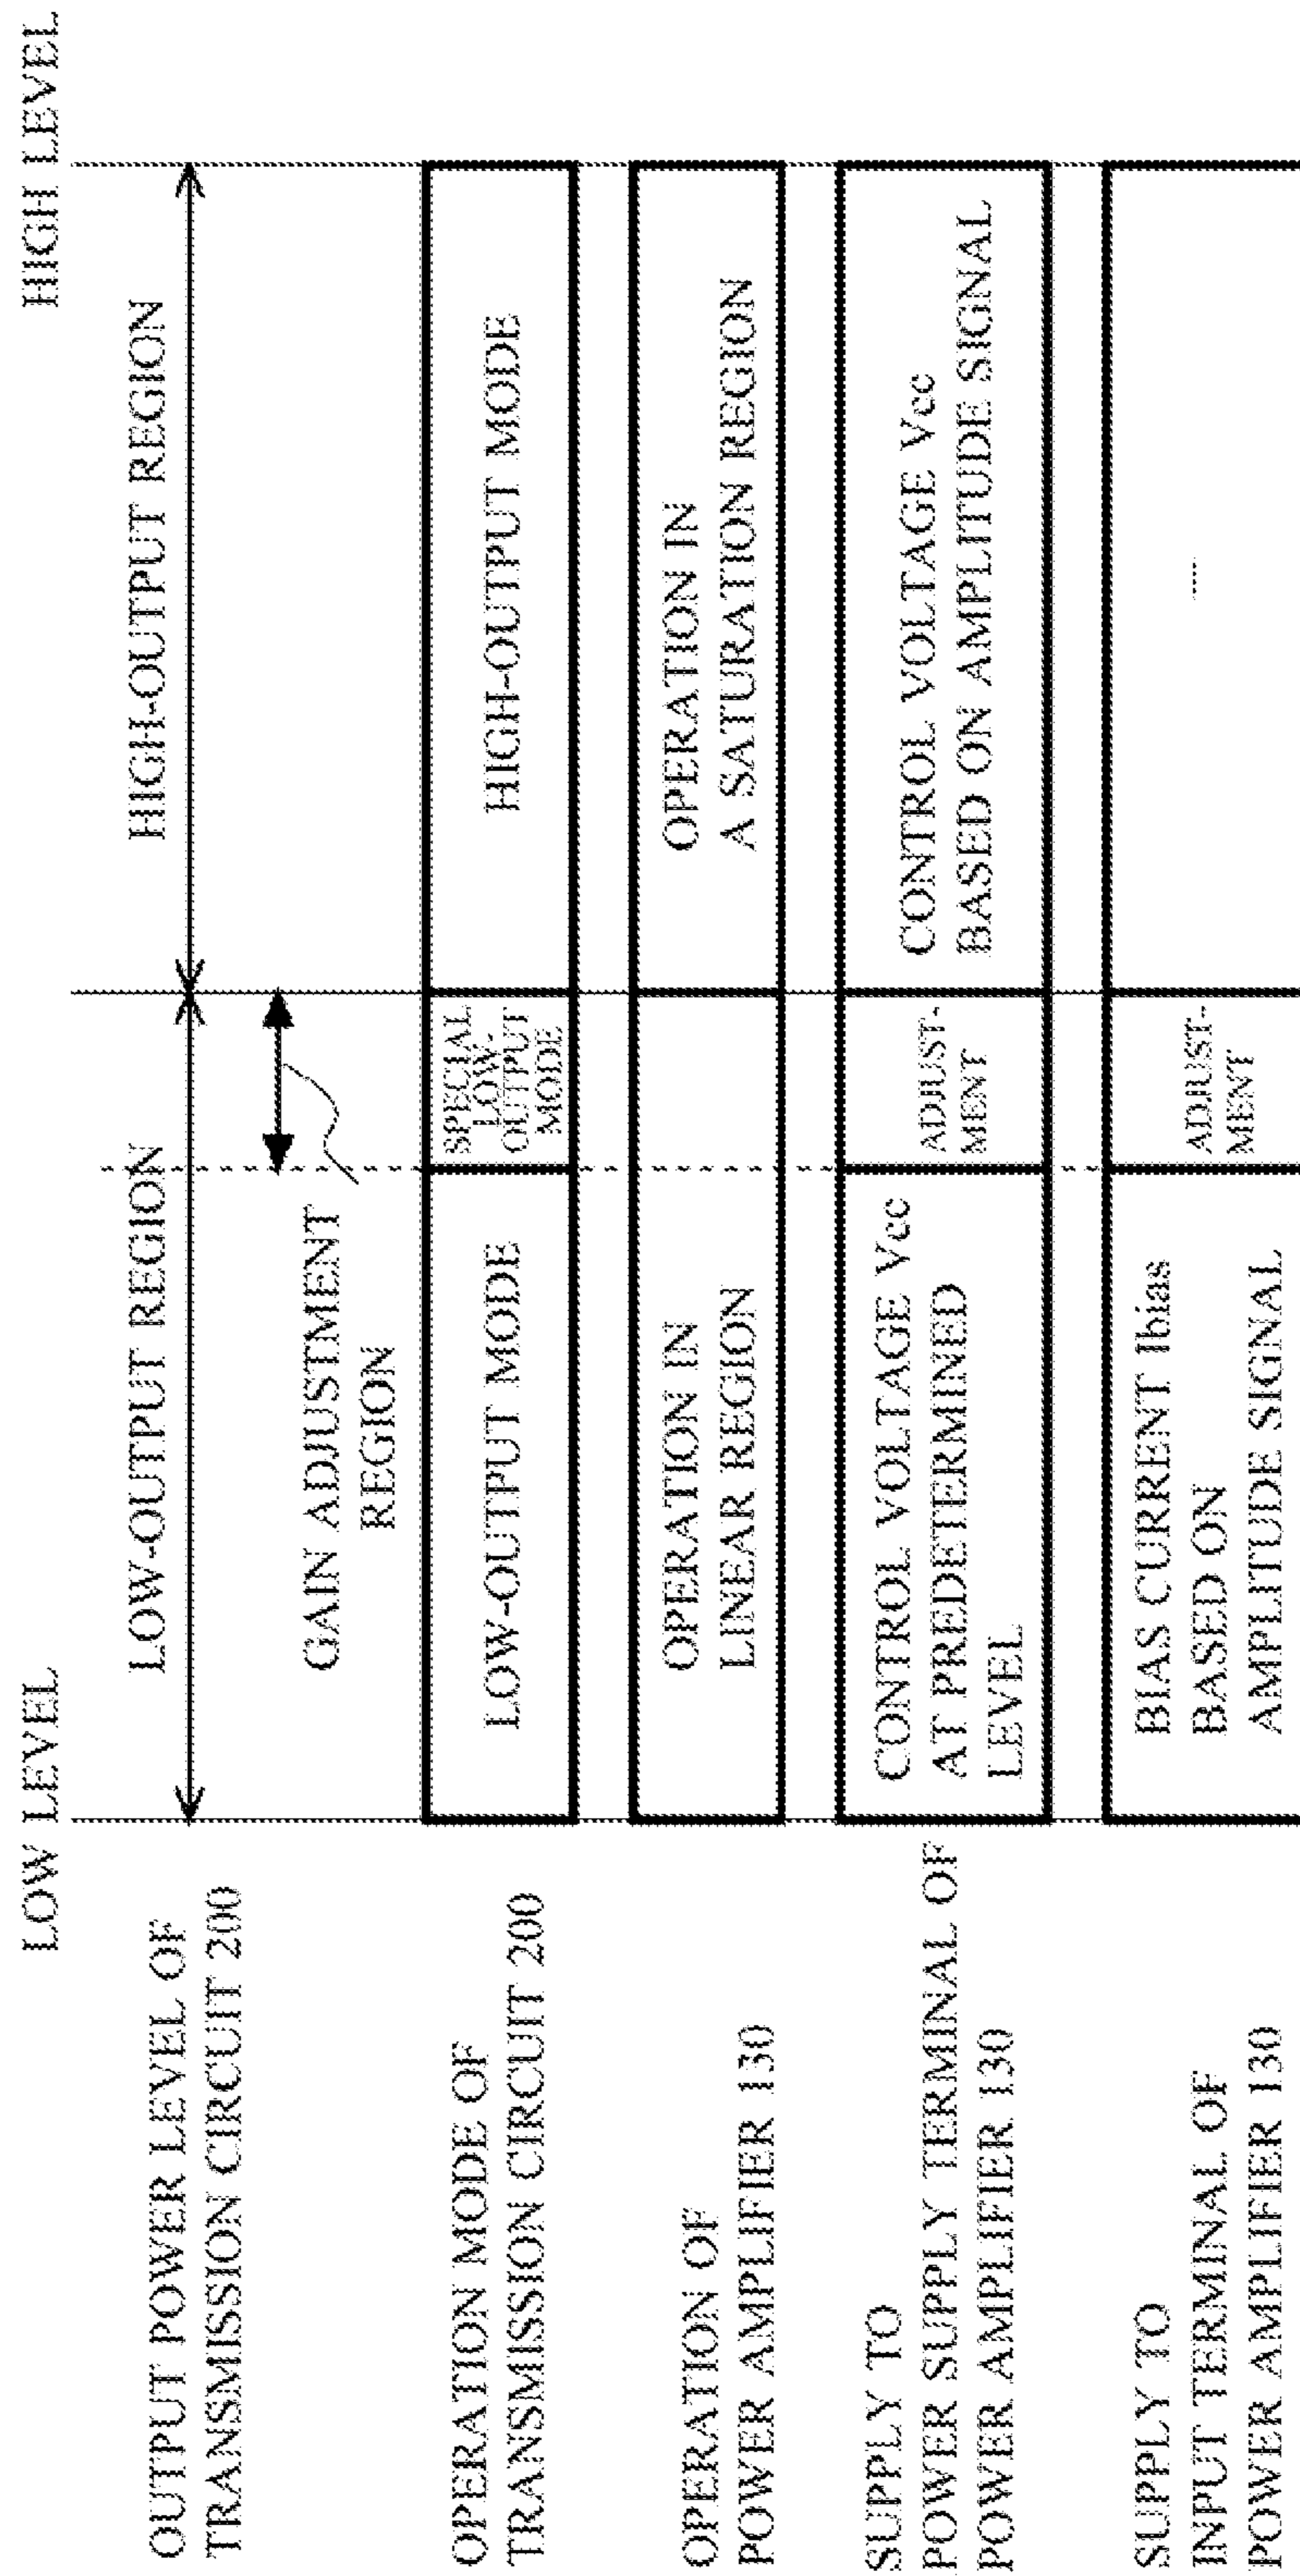 LOW LEVEL
HIGH LEVEL
OUTPUT POWER LEVEL OF
TRANSMISSION CIRCUIT 200
LOW-OUTPUT REGION
HIGH-OUTPUT REGION
GAIN ADJUSTMENT
REGION
OPERATION MODE OF
TRANSMISSION CIRCUIT 200
LOW-OUTPUT MODE
SPECIAL
LOW-
OUTPUT
MODE
HIGH-OUTPUT MODE
OPERATION OF
POWER AMPLIFIER 130
OPERATION IN
LINEAR REGION
OPERATION IN
A SATURATION REGION
SUPPLY TO
POWER SUPPLY TERMINAL OF
POWER AMPLIFIER 130
CONTROL VOLTAGE Vcc
AT PREDETERMINED
LEVEL
ADJUST-
MENT
CONTROL VOLTAGE Vcc
BASED ON AMPLITUDE SIGNAL
SUPPLY TO
INPUT TERMINAL OF
POWER AMPLIFIER 130
BIAS CURRENT Ibias
BASED ON
AMPLITUDE SIGNAL
ADJUST-
MENT
—